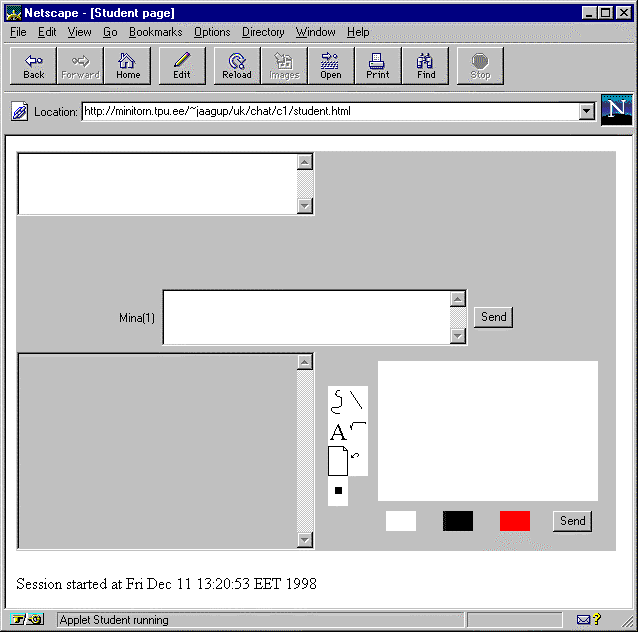 Netscape - [Student page]
File Edit View Go Bookmarks Options Directory Window Help
Back Forward Home Edit Reload Images Open Print Find Stop
Location: http://minitorn.tpu.ee/~jaagup/uk/chat/c1/student.html
N
Mina(1) Send
A
Send
Session started at Fri Dec 11 13:20:53 EET 1998
Applet Student running